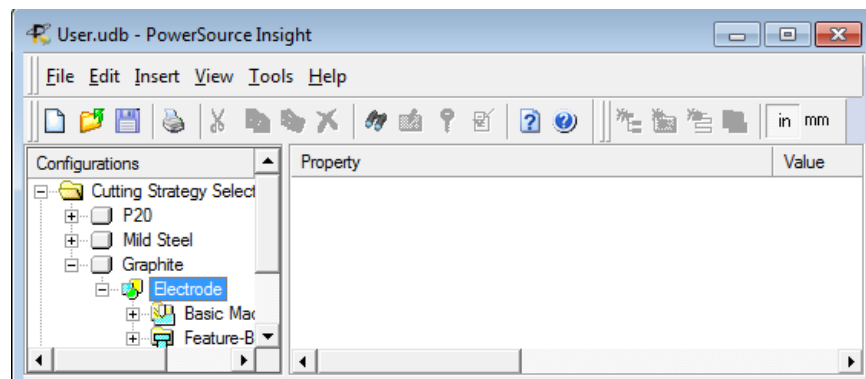 User.udb - PowerSource Insight
File Edit Insert View Tools Help
in mm
Configurations
Property Value
Cutting Strategy Select
P20
Mild Steel
Graphite
Electrode
Basic Mac
Feature-B